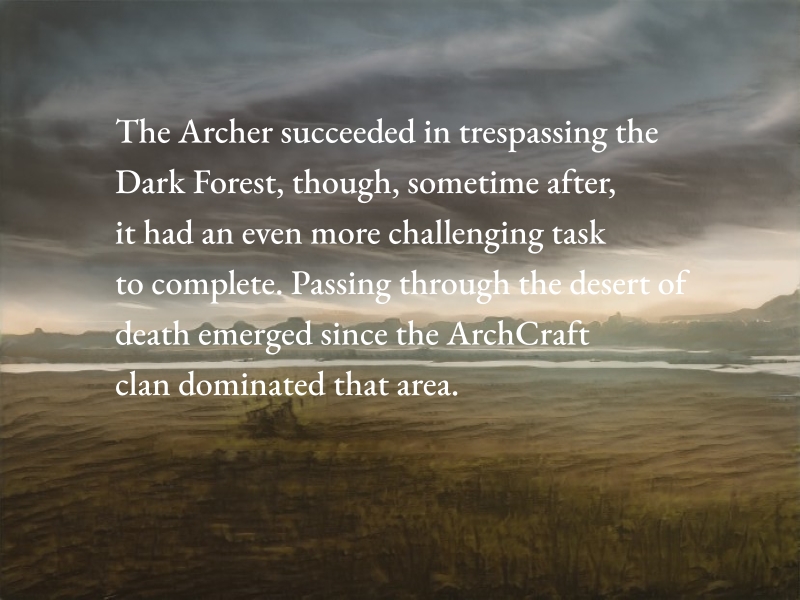 The Archer succeeded in trespassing the
Dark Forest, though, sometime after,
it had an even more challenging task
to complete. Passing through the desert of
death emerged since the ArchCraft
clan dominated that area.